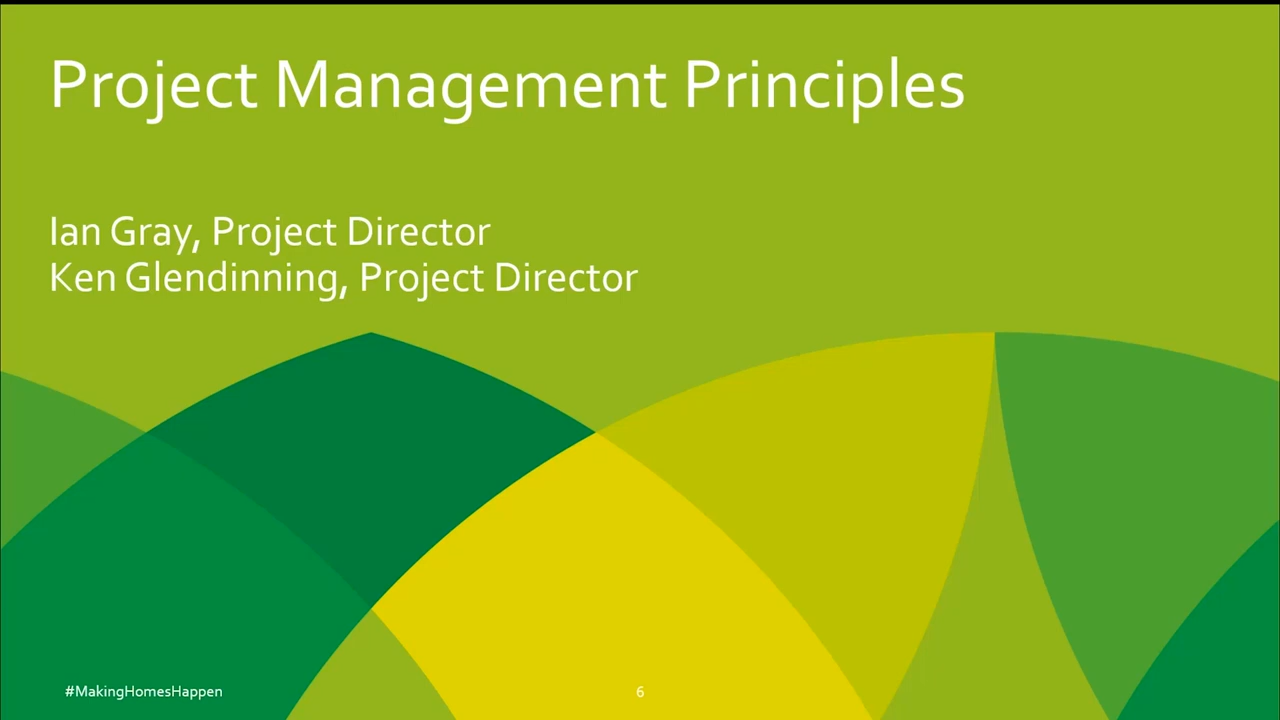 Project Management Principles
Ian Gray, Project Director
Ken Glendinning, Project Director
#MakingHomesHappen
6